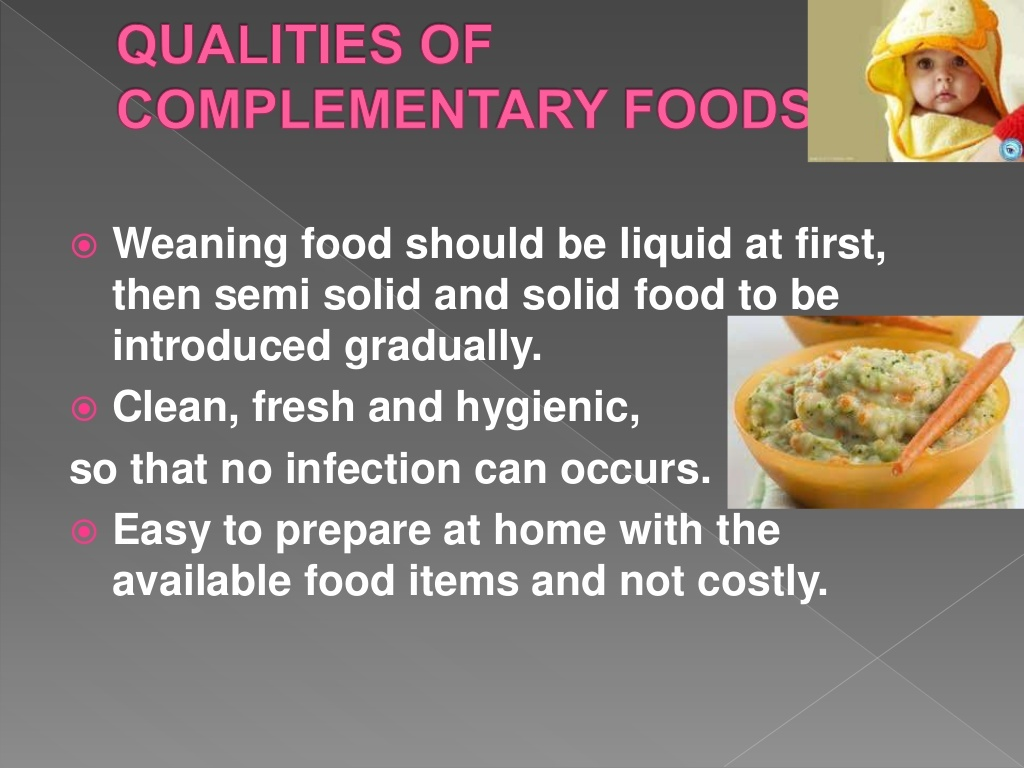 QUALITIES OF
COMPLEMENTARY FOODS
Weaning food should be liquid at first,
then semi solid and solid food to be
introduced gradually.
Clean, fresh and hygienic,
so that no infection can occurs.
Easy to prepare at home with the
available food items and not costly.